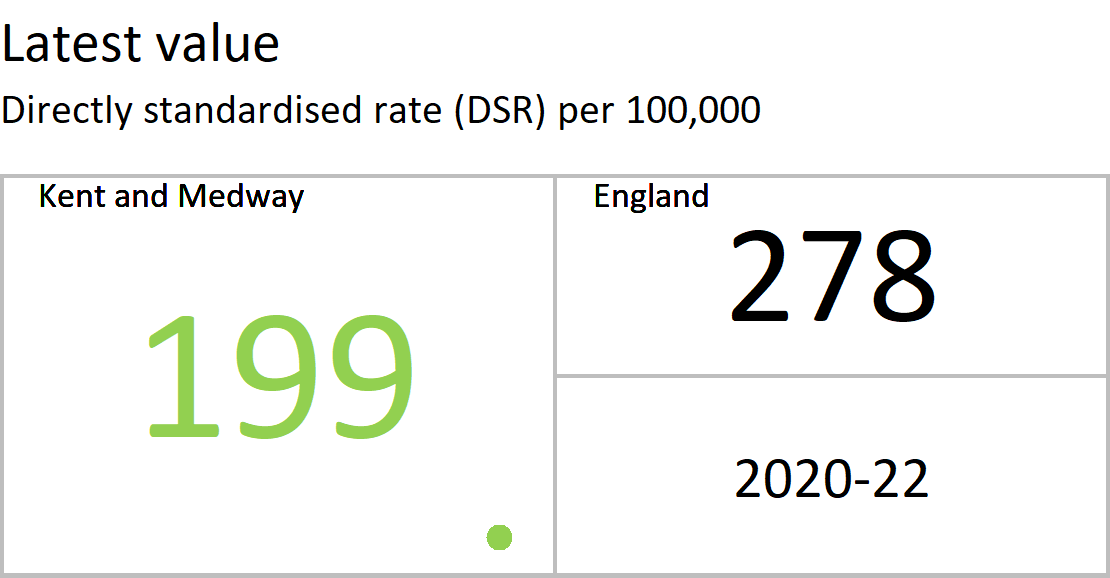 Latest value
Directly standardised rate (DSR) per 100,000
Kent and Medway
199
England
278
2020-22